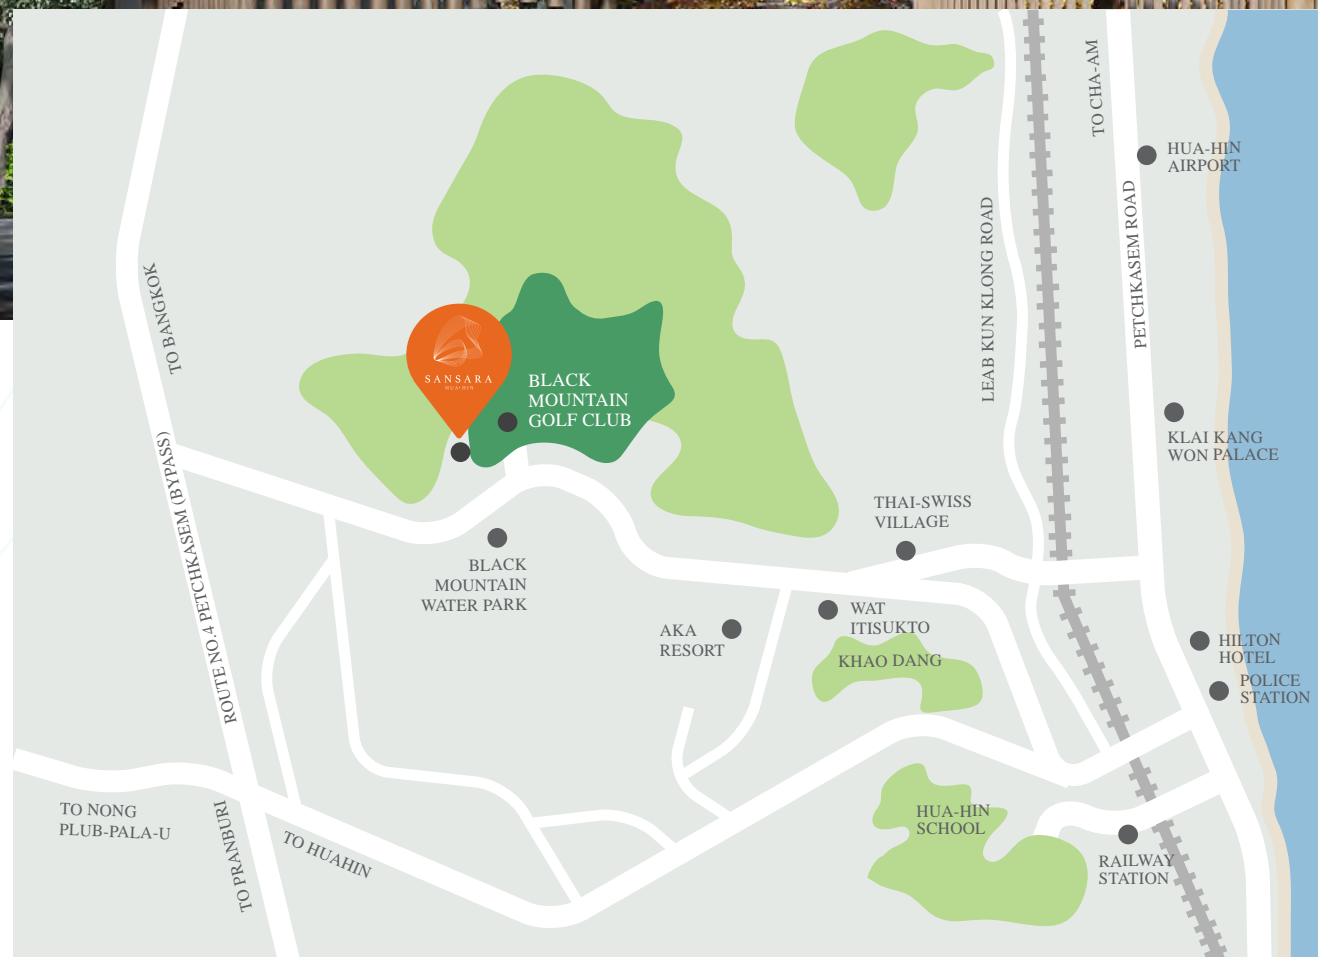 TO CHA-AM
HUA-HIN
AIRPORT
PETCHKASEM ROAD
LEAB KUN KLONG ROAD
TO BANGKOK
SANSARA
HUA·HIN
BLACK
MOUNTAIN
GOLF CLUB
KLAI KANG
WON PALACE
ROUTE NO.4 PETCHKASEM (BYPASS)
THAI-SWISS
VILLAGE
BLACK
MOUNTAIN
WATER PARK
WAT
ITISUKTO
AKA
RESORT
KHAO DANG
HILTON
HOTEL
POLICE
STATION
TO NONG
PLUB-PALA-U
TO PRANBURI
TO HUAHIN
HUA-HIN
SCHOOL
RAILWAY
STATION